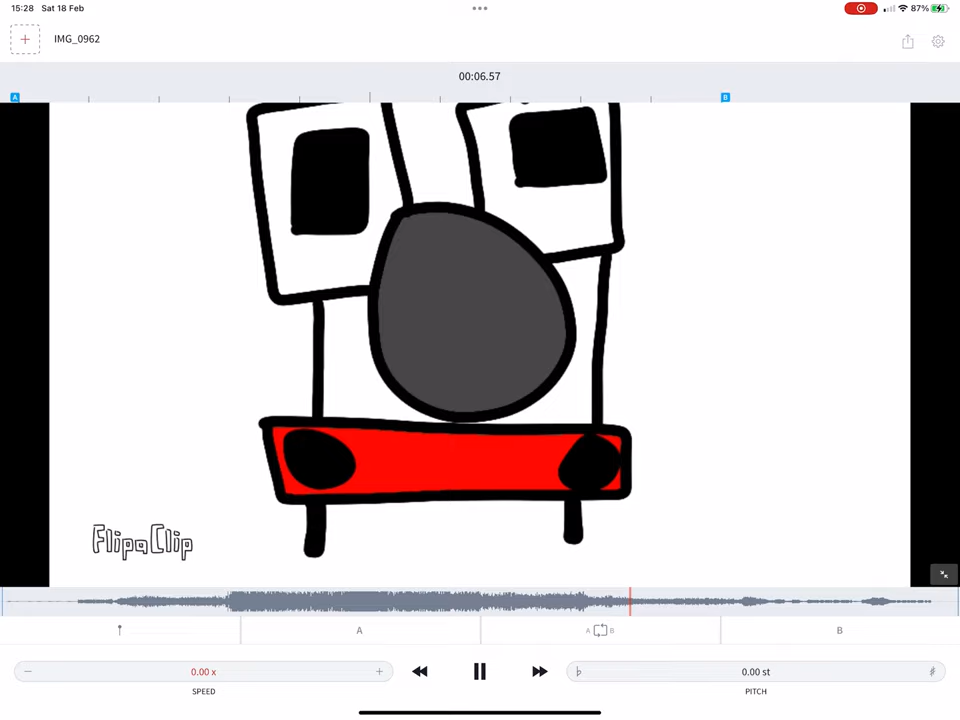 15:28 Sat 18 Feb
87%
IMG_0962
00:06.57
A
B
FlipaClip
A
A B
B
0.00 x
0.00 st
SPEED
PITCH